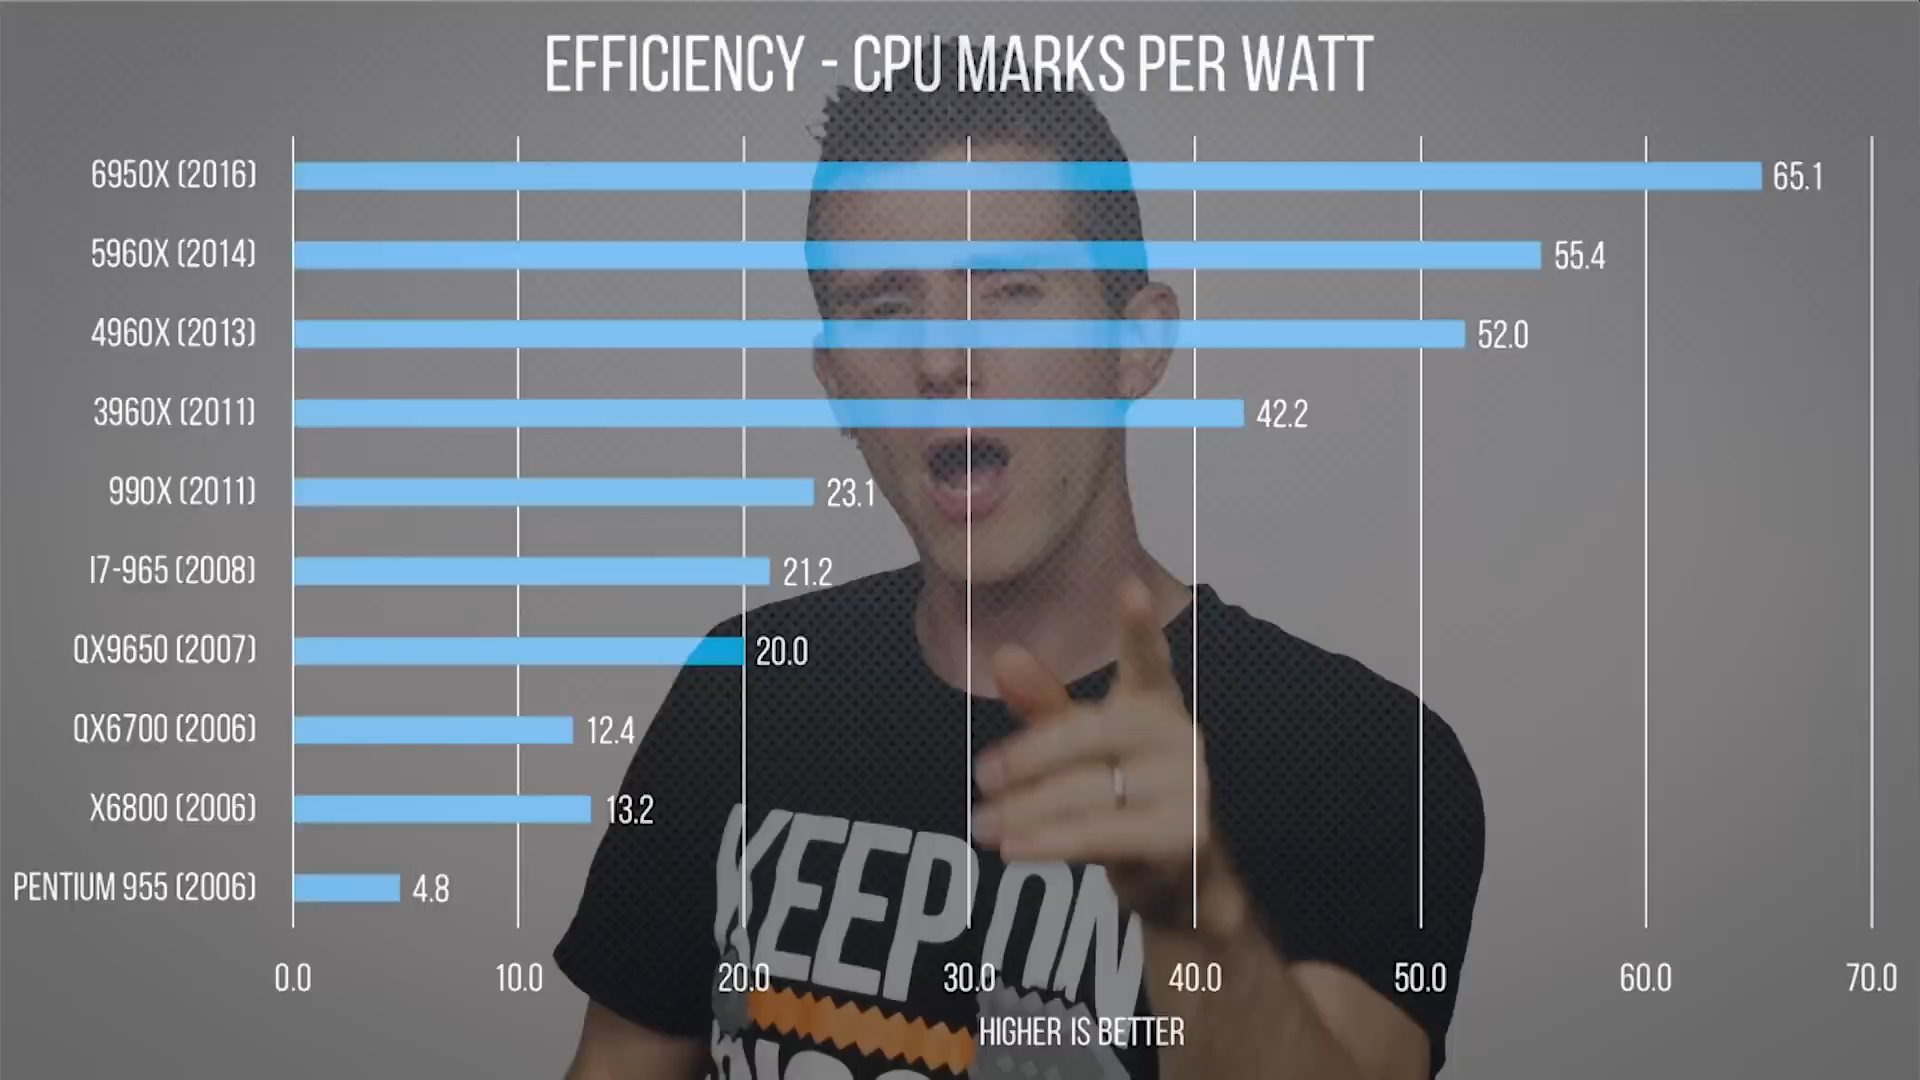 EFFICIENCY - CPU MARKS PER WATT
6950X (2016) 65.1
5960X (2014) 55.4
4960X (2013) 52.0
3960X (2011) 42.2
990X (2011) 23.1
I7-965 (2008) 21.2
QX9650 (2007) 20.0
QX6700 (2006) 12.4
X6800 (2006) 13.2
PENTIUM 955 (2006) 4.8
0.0 10.0 20.0 30.0 40.0 50.0 60.0 70.0
HIGHER IS BETTER
KEEP ON